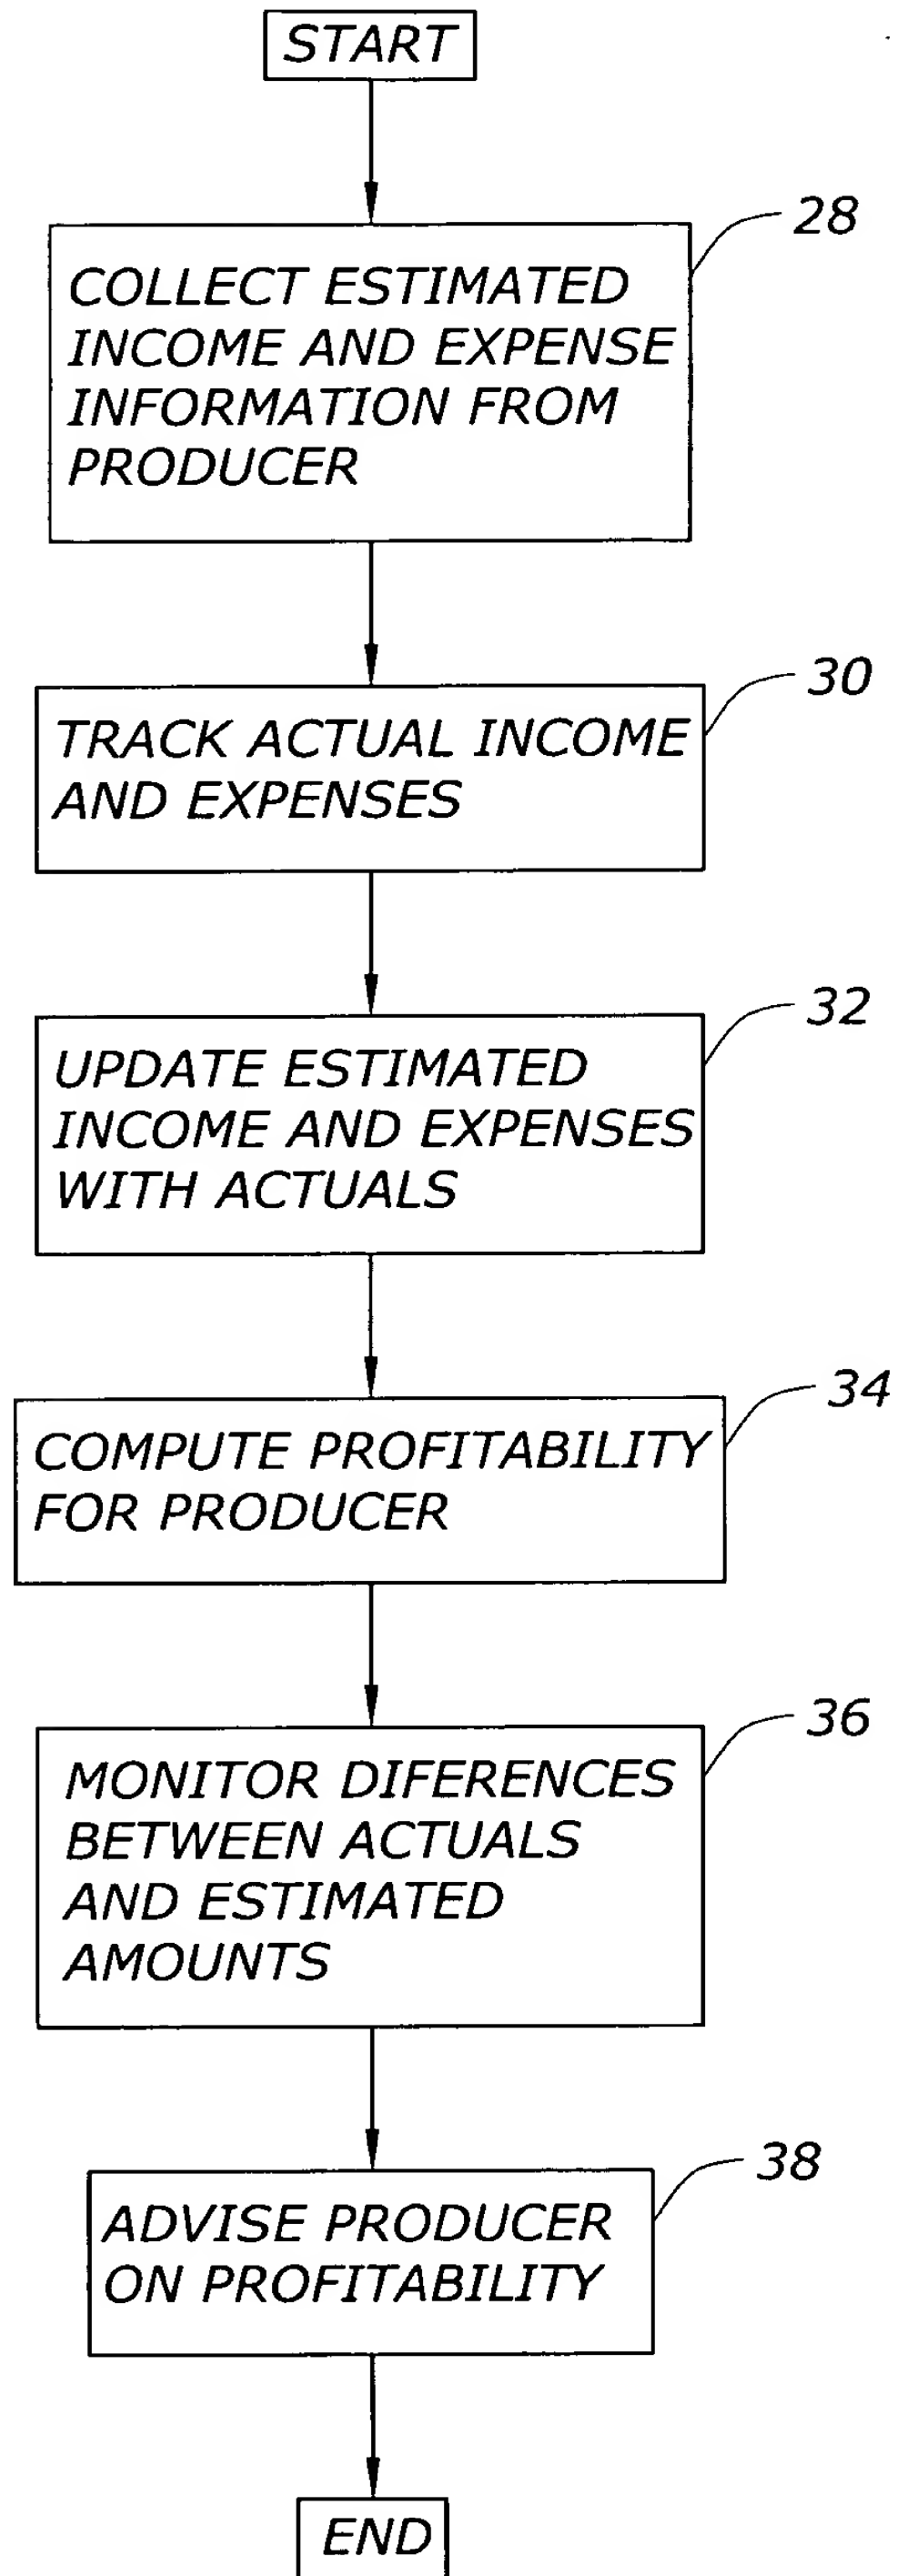 START
28
COLLECT ESTIMATED
INCOME AND EXPENSE
INFORMATION FROM
PRODUCER
30
TRACK ACTUAL INCOME
AND EXPENSES
32
UPDATE ESTIMATED
INCOME AND EXPENSES
WITH ACTUALS
34
COMPUTE PROFITABILITY
FOR PRODUCER
36
MONITOR DIFERENCES
BETWEEN ACTUALS
AND ESTIMATED
AMOUNTS
38
ADVISE PRODUCER
ON PROFITABILITY
END